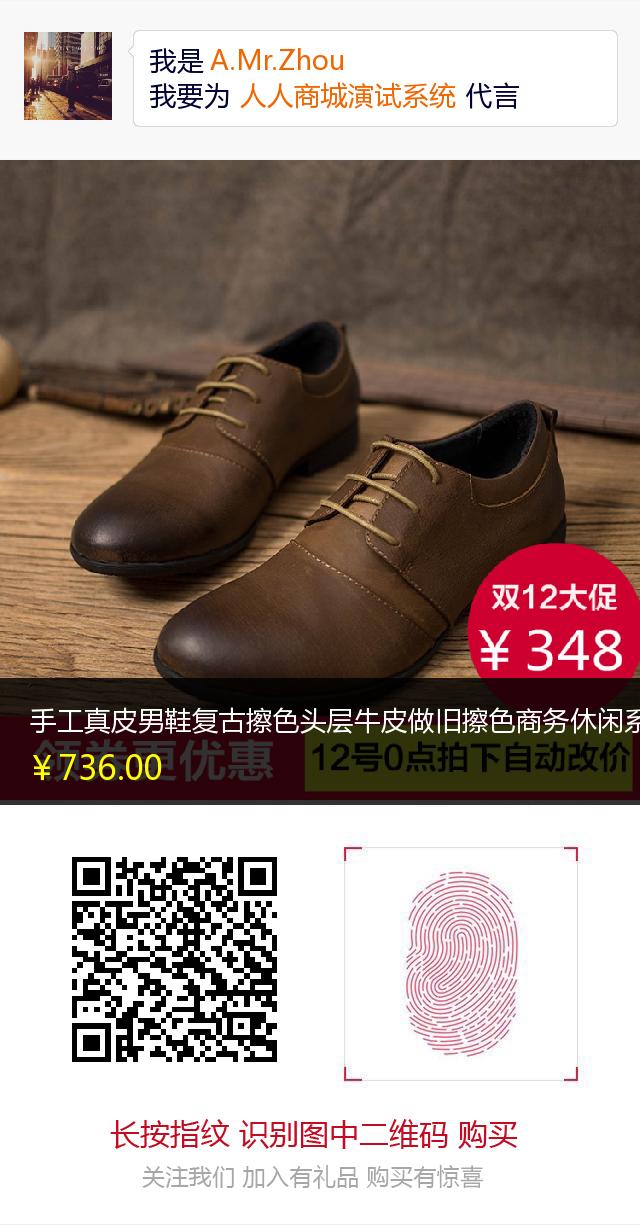 我是 A.Mr.Zhou
我要为 人人商城演试系统 代言
双12大促
￥348
手工真皮男鞋复古擦色头层牛皮做旧擦色商务休闲系
领券更优惠
12号0点拍下自动改价
￥736.00
长按指纹 识别图中二维码 购买
关注我们 加入有礼品 购买有惊喜